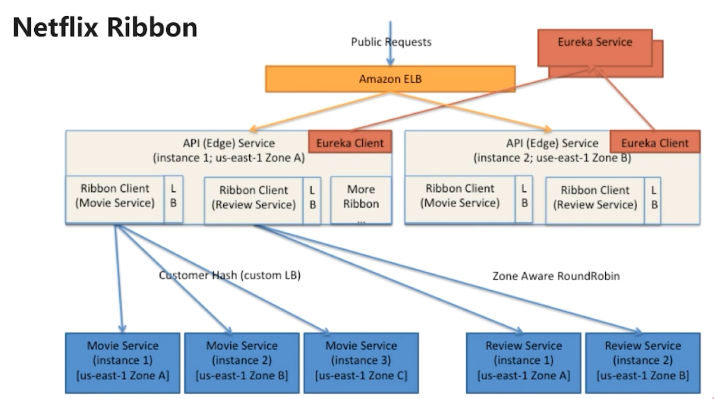 Netflix Ribbon
Public Requests
Eureka Service
Amazon ELB
API (Edge) Service
(instance 1; us-east-1 Zone A)
Eureka Client
Ribbon Client
(Movie Service)
L
B
Ribbon Client
(Review Service)
L
B
More
Ribbon
...
API (Edge) Service
(instance 2; use-east-1 Zone B)
Eureka Client
Ribbon Client
(Movie Service)
L
B
Ribbon Client
(Review Service)
L
B
Customer Hash (custom LB)
Zone Aware RoundRobin
Movie Service
(instance 1)
[us-east-1 Zone A]
Movie Service
(instance 2)
[us-east-1 Zone B]
Movie Service
(instance 3)
[us-east-1 Zone C]
Review Service
(instance 1)
[us-east-1 Zone A]
Review Service
(instance 2)
[us-east-1 Zone B]